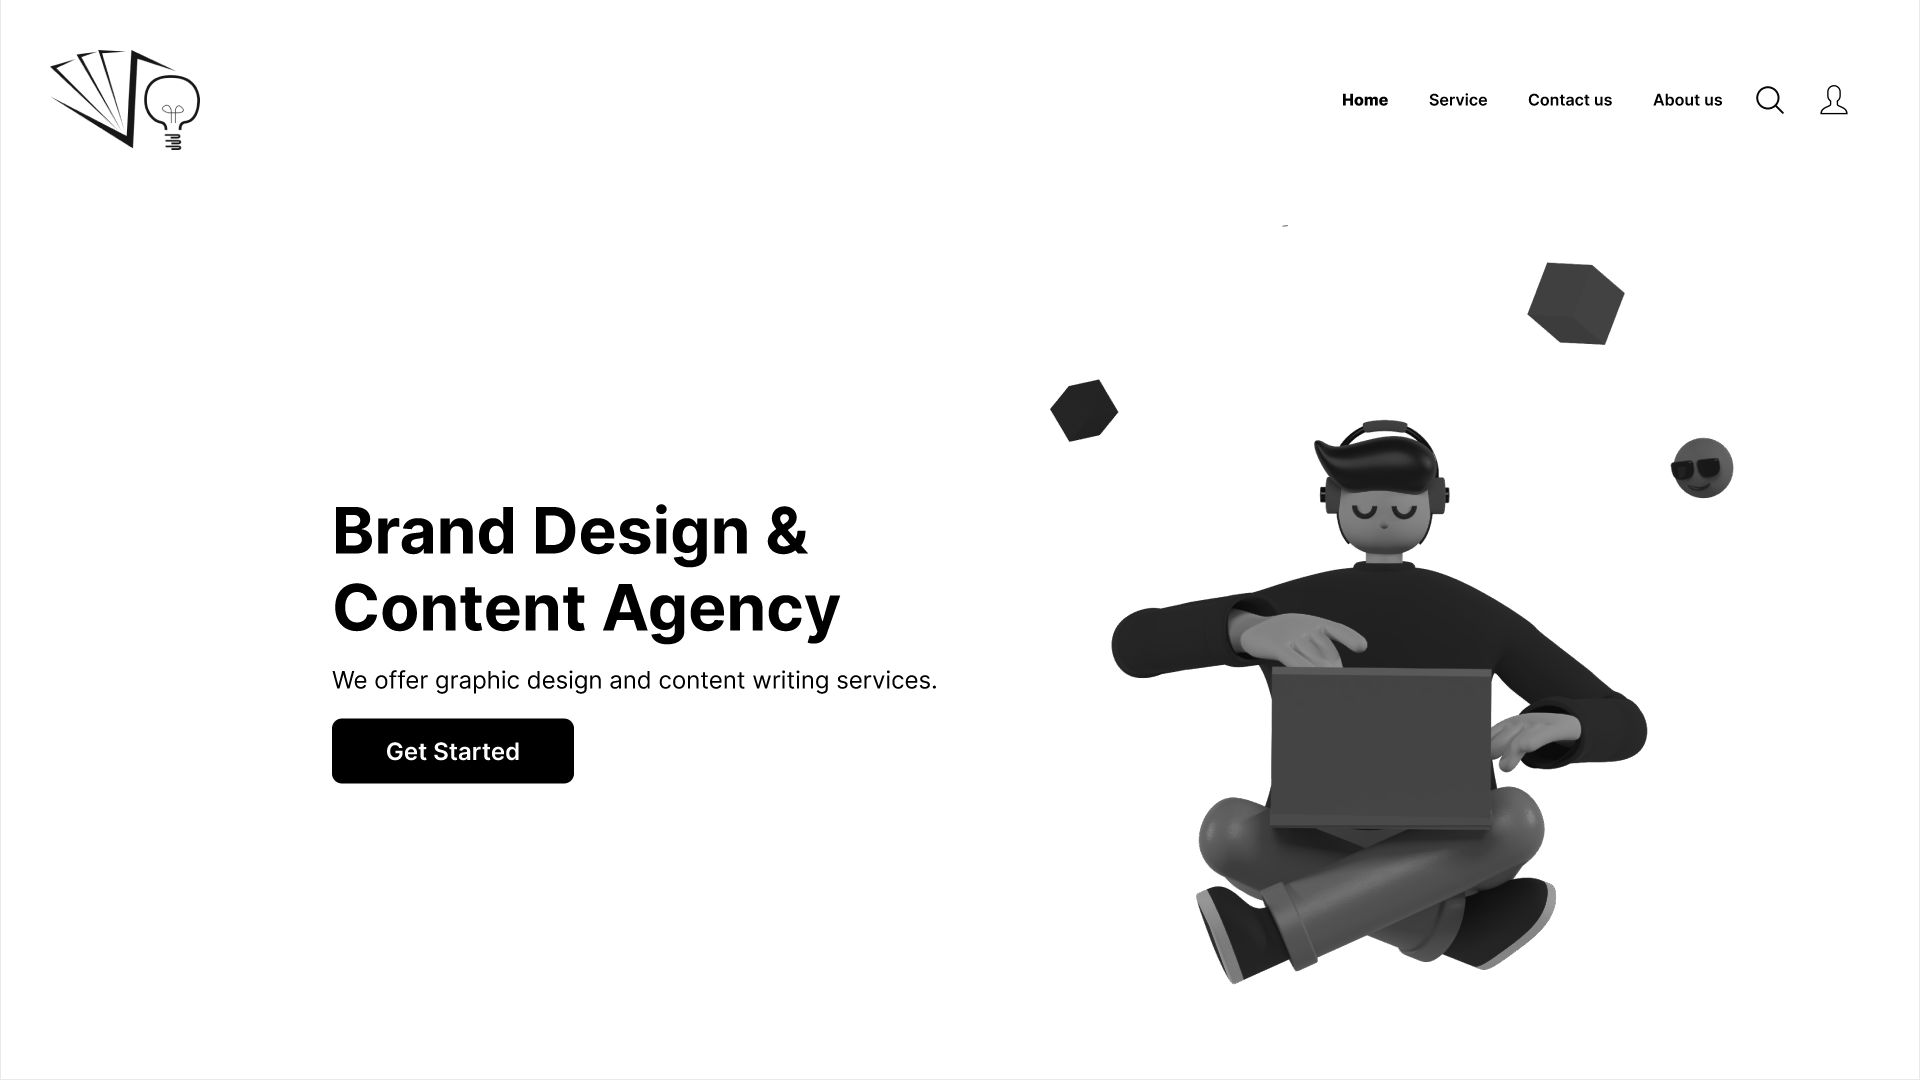 Home Service Contact us About us
Brand Design &
Content Agency
We offer graphic design and content writing services.
Get Started